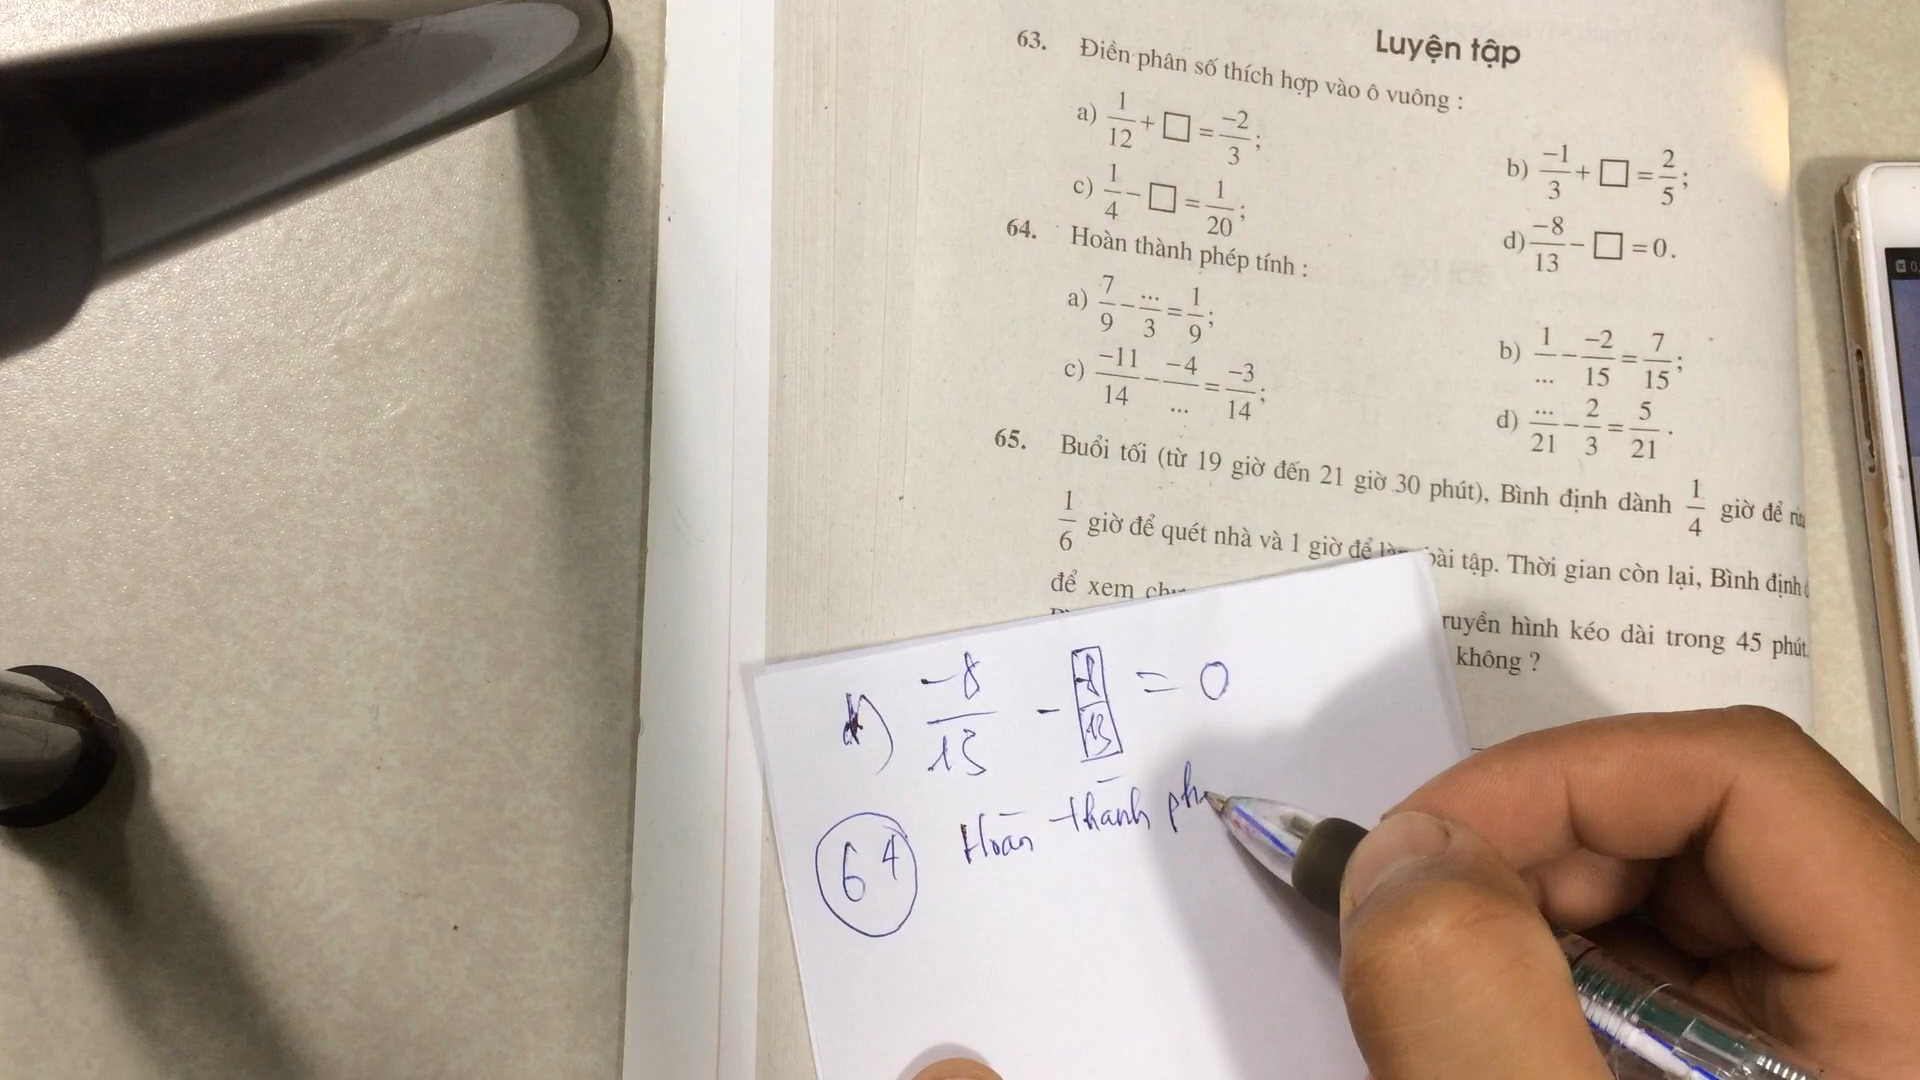 Luyện tập
63. Điền phân số thích hợp vào ô vuông :
a) 1/12 + □ = -2/3;
b) -1/3 + □ = 2/5;
c) 1/4 - □ = 1/20;
d) -8/13 - □ = 0.
64. Hoàn thành phép tính :
a) 7/9 - .../3 = 1/9;
b) 1/... - -2/15 = 7/15;
c) -11/14 - -4/... = -3/14;
d) .../21 - 2/3 = 5/21.
65. Buổi tối (từ 19 giờ đến 21 giờ 30 phút), Bình định dành 1/4 giờ để
1/6 giờ để quét nhà và 1 giờ để bài tập. Thời gian còn lại, Bình định
để xem
truyền hình kéo dài trong 45 phút.
không ?
d) -8/13 - -8/13 = 0
64 Hoàn thành